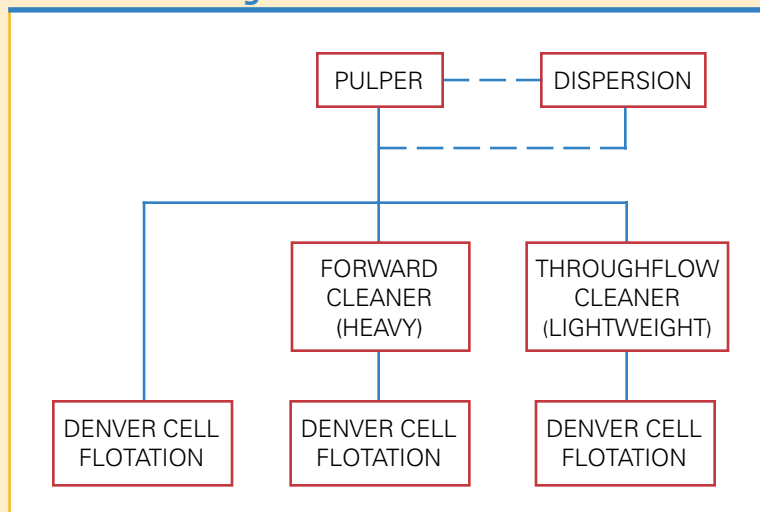 PULPER
DISPERSION
FORWARD
CLEANER
(HEAVY)
THROUGHFLOW
CLEANER
(LIGHTWEIGHT)
DENVER CELL
FLOTATION
DENVER CELL
FLOTATION
DENVER CELL
FLOTATION